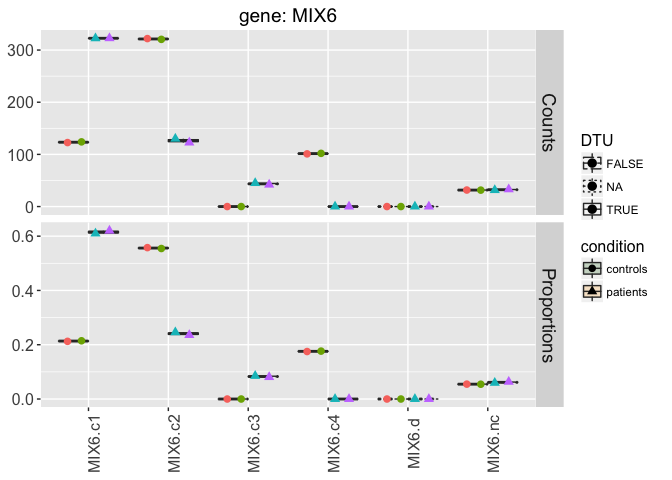 gene: MIX6
300
200
100
0
Counts
0.6
0.4
0.2
0.0
Proportions
MIX6.c1
MIX6.c2
MIX6.c3
MIX6.c4
MIX6.d
MIX6.nc
DTU
FALSE
NA
TRUE
condition
controls
patients